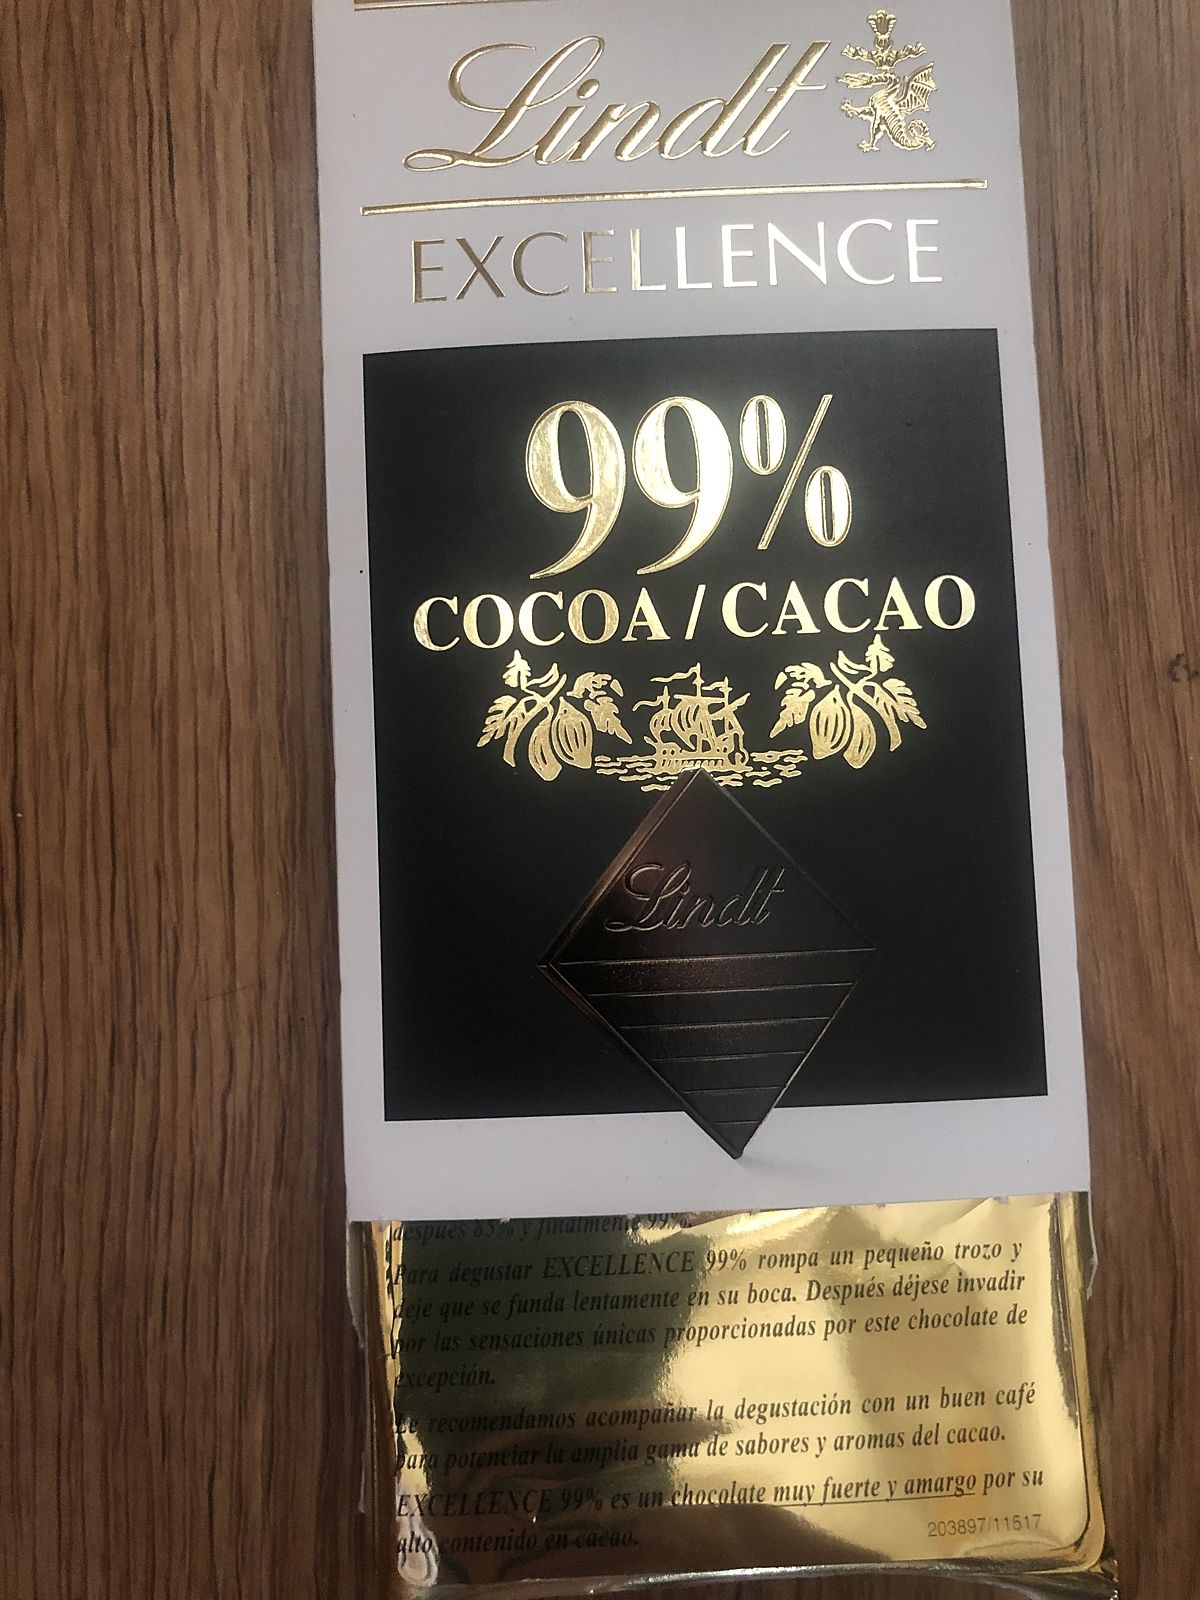 Lindt
EXCELLENCE
99%
COCOA / CACAO
Lindt
después 85% y finalmente 99%.
Para degustar EXCELLENCE 99% rompa un pequeño trozo y
deje que se funda lentamente en su boca. Después déjese invadir
por las sensaciones únicas proporcionadas por este chocolate de
excepción.
Le recomendamos acompañar la degustación con un buen café
para potenciar la amplia gama de sabores y aromas del cacao.
EXCELLENCE 99% es un chocolate muy fuerte y amargo por su
alto contenido en cacao.
203897/11517